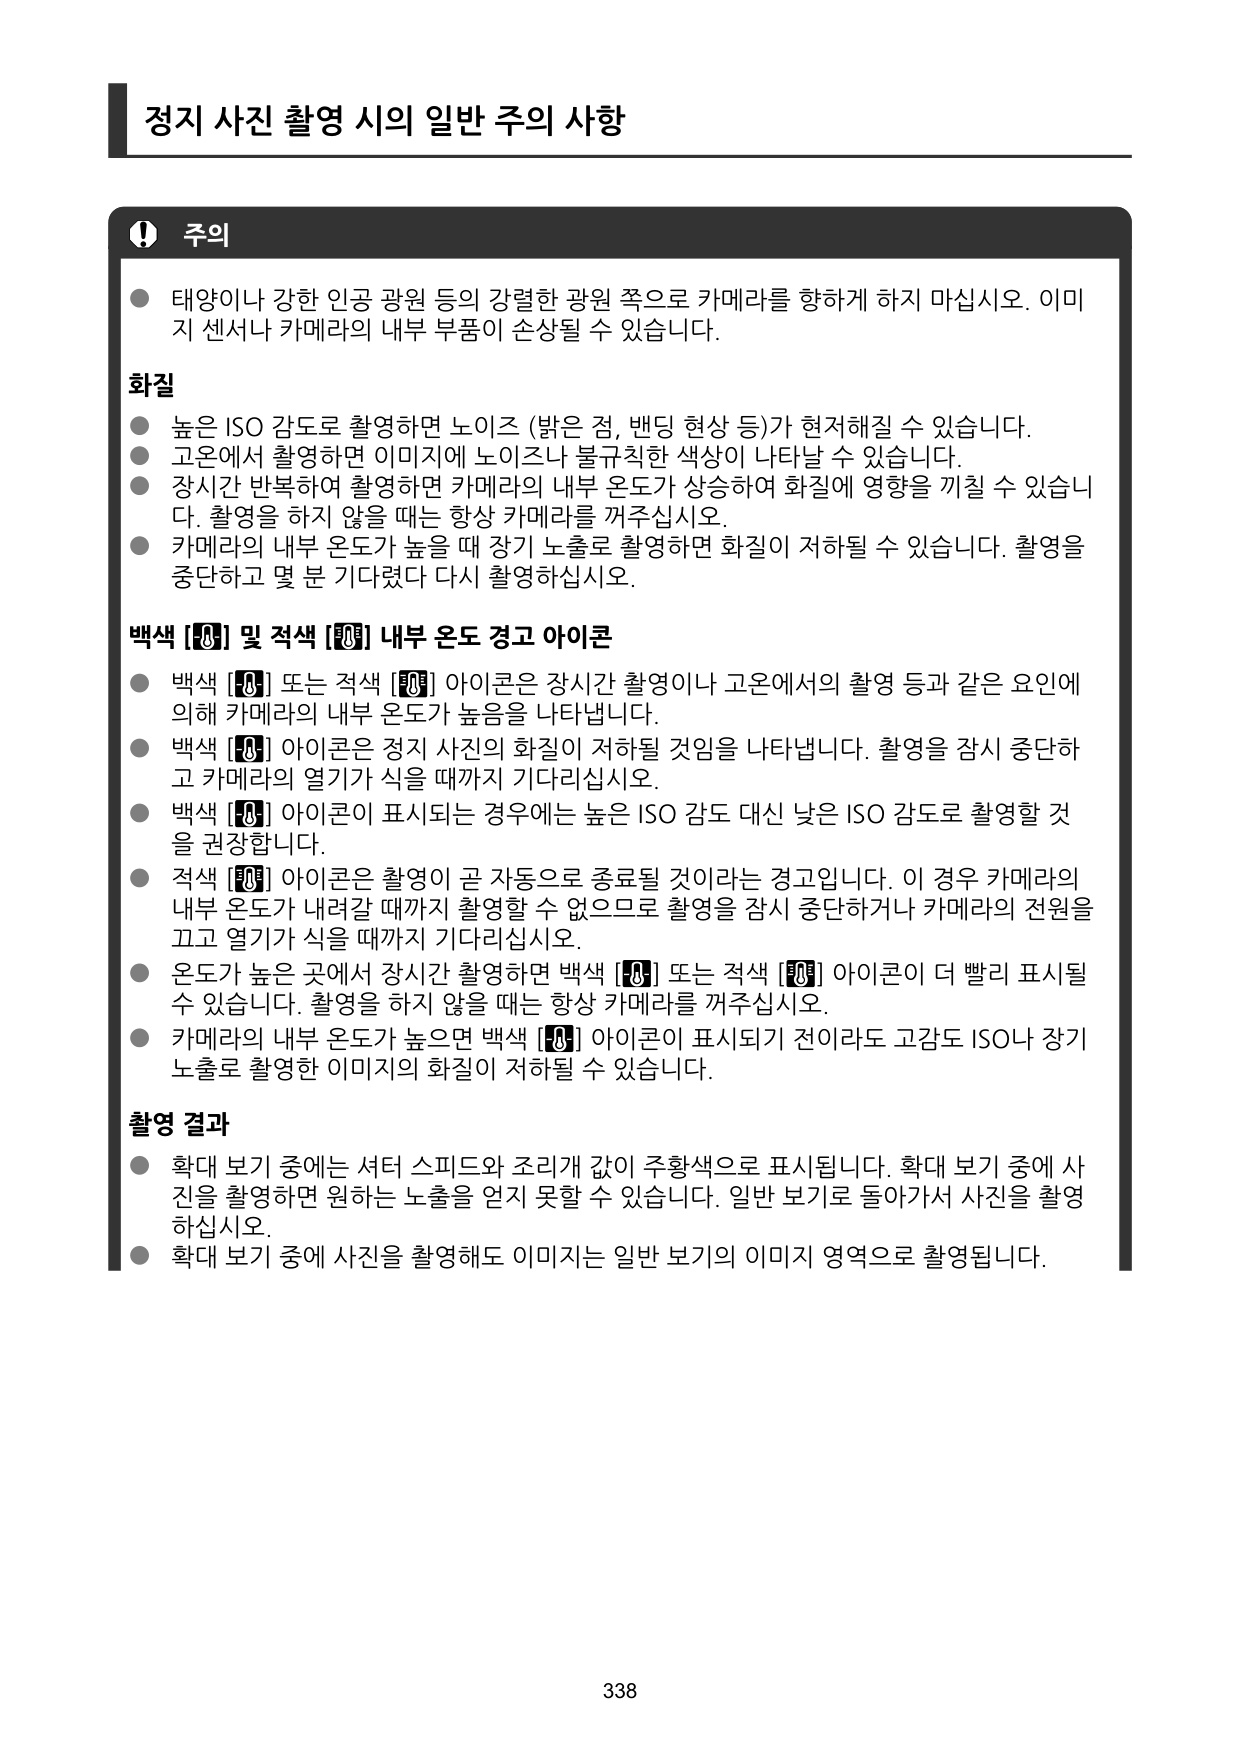 정지 사진 촬영 시의 일반 주의 사항
주의
● 태양이나 강한 인공 광원 등의 강렬한 광원 쪽으로 카메라를 향하게 하지 마십시오. 이미
지 센서나 카메라의 내부 부품이 손상될 수 있습니다.
화질
● 높은 ISO 감도로 촬영하면 노이즈 (밝은 점, 밴딩 현상 등)가 현저해질 수 있습니다.
● 고온에서 촬영하면 이미지에 노이즈나 불규칙한 색상이 나타날 수 있습니다.
● 장시간 반복하여 촬영하면 카메라의 내부 온도가 상승하여 화질에 영향을 끼칠 수 있습니
다. 촬영을 하지 않을 때는 항상 카메라를 꺼주십시오.
● 카메라의 내부 온도가 높을 때 장기 노출로 촬영하면 화질이 저하될 수 있습니다. 촬영을
중단하고 몇 분 기다렸다 다시 촬영하십시오.
백색 [ ] 및 적색 [ ] 내부 온도 경고 아이콘
● 백색 [ ] 또는 적색 [ ] 아이콘은 장시간 촬영이나 고온에서의 촬영 등과 같은 요인에
의해 카메라의 내부 온도가 높음을 나타냅니다.
● 백색 [ ] 아이콘은 정지 사진의 화질이 저하될 것임을 나타냅니다. 촬영을 잠시 중단하
고 카메라의 열기가 식을 때까지 기다리십시오.
● 백색 [ ] 아이콘이 표시되는 경우에는 높은 ISO 감도 대신 낮은 ISO 감도로 촬영할 것
을 권장합니다.
● 적색 [ ] 아이콘은 촬영이 곧 자동으로 종료될 것이라는 경고입니다. 이 경우 카메라의
내부 온도가 내려갈 때까지 촬영할 수 없으므로 촬영을 잠시 중단하거나 카메라의 전원을
끄고 열기가 식을 때까지 기다리십시오.
● 온도가 높은 곳에서 장시간 촬영하면 백색 [ ] 또는 적색 [ ] 아이콘이 더 빨리 표시될
수 있습니다. 촬영을 하지 않을 때는 항상 카메라를 꺼주십시오.
● 카메라의 내부 온도가 높으면 백색 [ ] 아이콘이 표시되기 전이라도 고감도 ISO나 장기
노출로 촬영한 이미지의 화질이 저하될 수 있습니다.
촬영 결과
● 확대 보기 중에는 셔터 스피드와 조리개 값이 주황색으로 표시됩니다. 확대 보기 중에 사
진을 촬영하면 원하는 노출을 얻지 못할 수 있습니다. 일반 보기로 돌아가서 사진을 촬영
하십시오.
● 확대 보기 중에 사진을 촬영해도 이미지는 일반 보기의 이미지 영역으로 촬영됩니다.
338